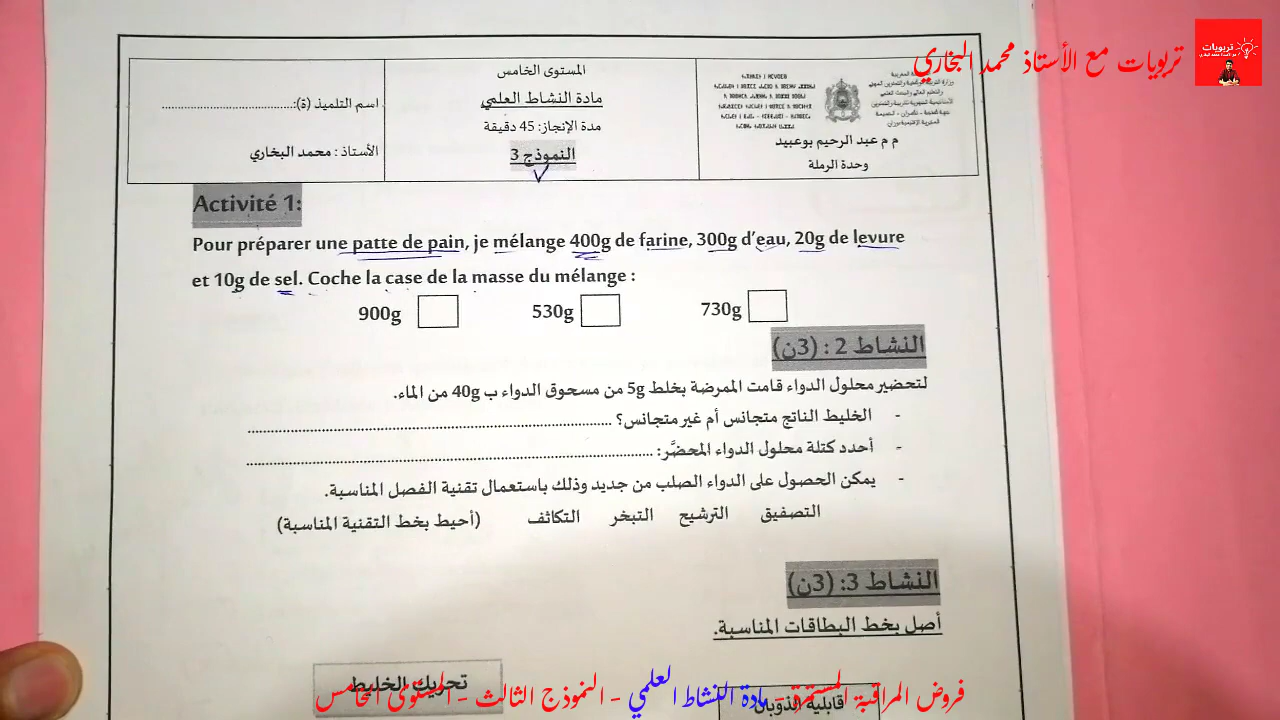 تربويات مع الأستاذ محمد البخاري
تربويات
المستوى الخامس
مادة النشاط العلمي
مدة الإنجاز: 45 دقيقة
النموذج 3
اسم التلميذ (ة):
الأستاذ : محمد البخاري
م م عبد الرحيم بوعبيد
وحدة الرملة
Activité 1:
Pour préparer une patte de pain, je mélange 400g de farine, 300g d'eau, 20g de levure
et 10g de sel. Coche la case de la masse du mélange :
900g 530g 730g
النشاط 2 : (3ن)
لتحضير محلول الدواء قامت الممرضة بخلط 5g من مسحوق الدواء ب 40g من الماء.
- الخليط الناتج متجانس أم غير متجانس؟
- أحدد كتلة محلول الدواء المحضَّر:
- يمكن الحصول على الدواء الصلب من جديد وذلك باستعمال تقنية الفصل المناسبة.
التصفيق الترشيح التبخر التكاثف (أحيط بخط التقنية المناسبة)
النشاط 3: (3ن)
أصل بخط البطاقات المناسبة.
تحريك الخليط
قابلية الذوبان
فروض المراقبة المستمرة - مادة النشاط العلمي - النموذج الثالث - المستوى الخامس